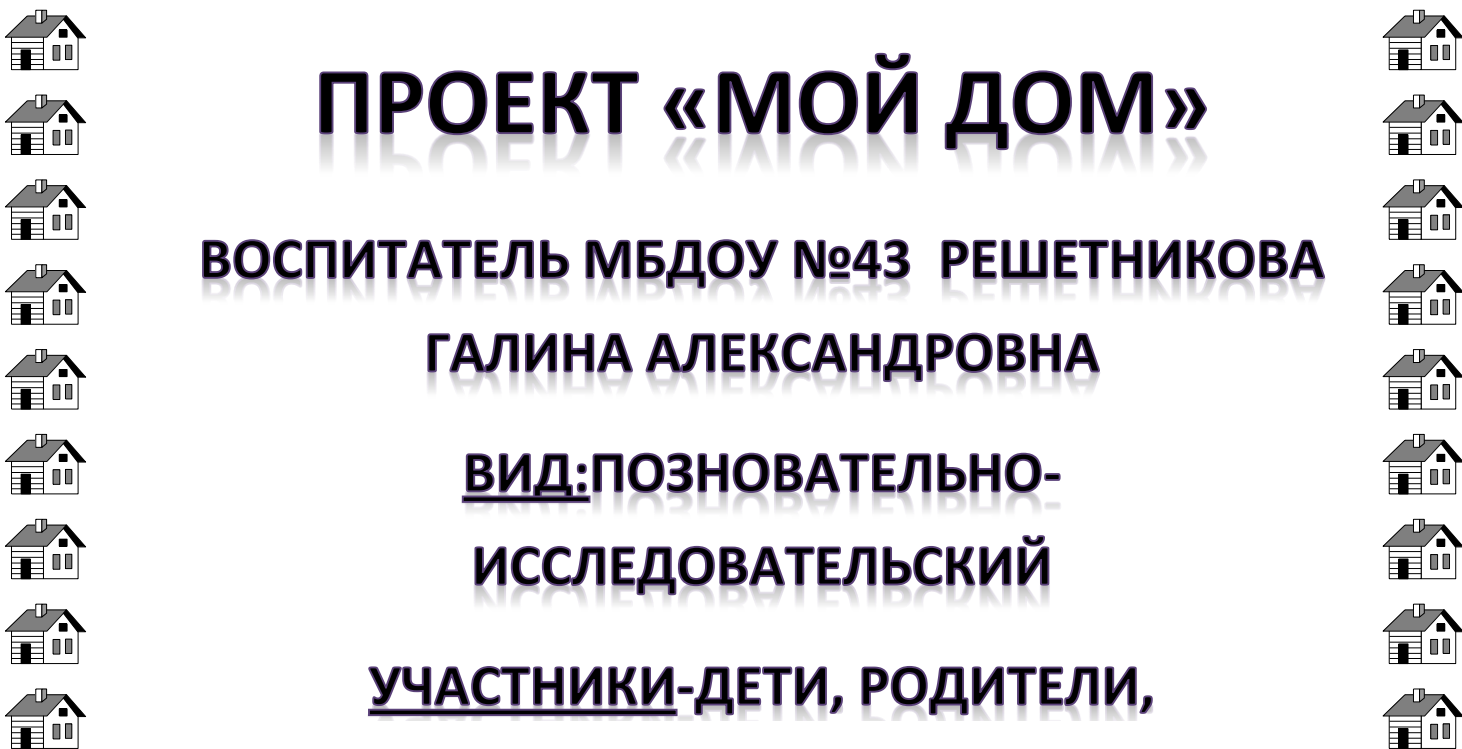 ПРОЕКТ «МОЙ ДОМ»
ВОСПИТАТЕЛЬ МБДОУ №43 РЕШЕТНИКОВА
ГАЛИНА АЛЕКСАНДРОВНА
ВИД:ПОЗНОВАТЕЛЬНО-
ИССЛЕДОВАТЕЛЬСКИЙ
УЧАСТНИКИ-ДЕТИ, РОДИТЕЛИ,